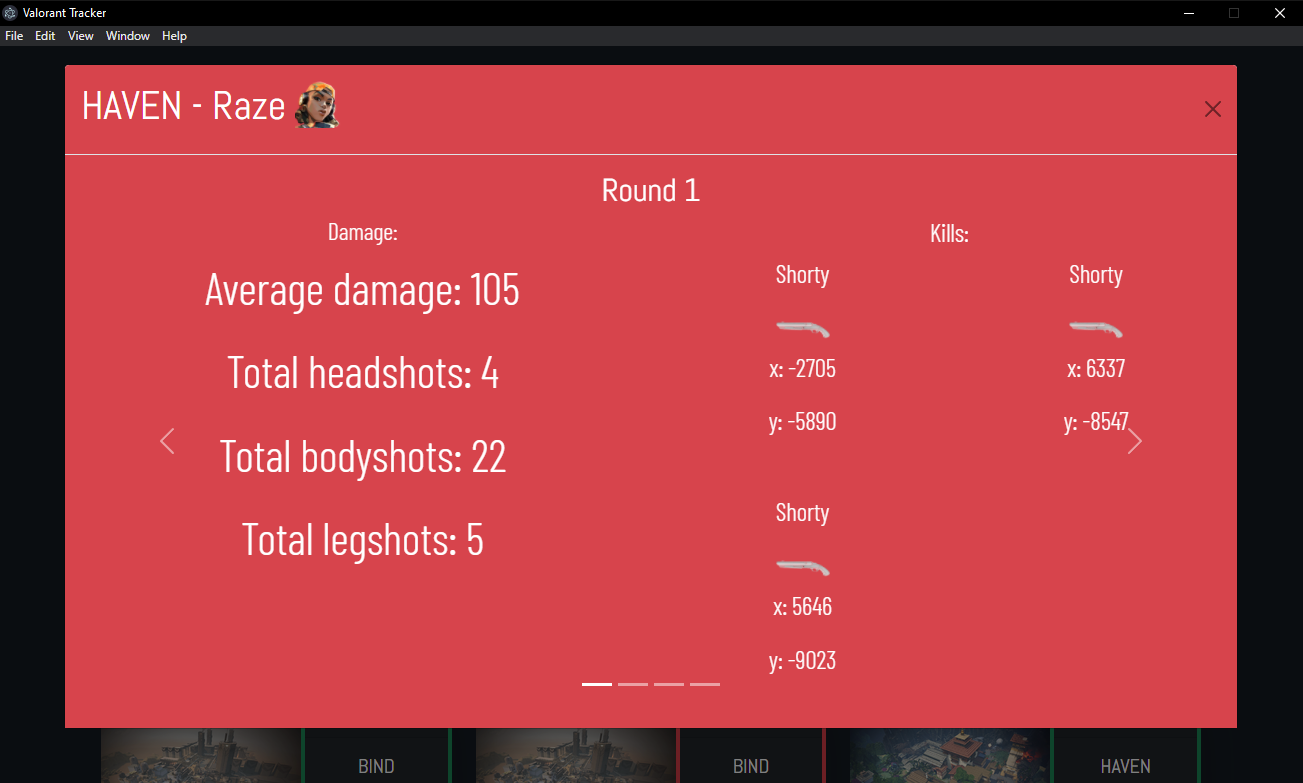 Valorant Tracker
File Edit View Window Help
HAVEN - Raze
Round 1
Damage:
Average damage: 105
Total headshots: 4
Total bodyshots: 22
Total legshots: 5
Kills:
Shorty Shorty
x: -2705 x: 6337
y: -5890 y: -8547
Shorty
x: 5646
y: -9023
BIND BIND HAVEN